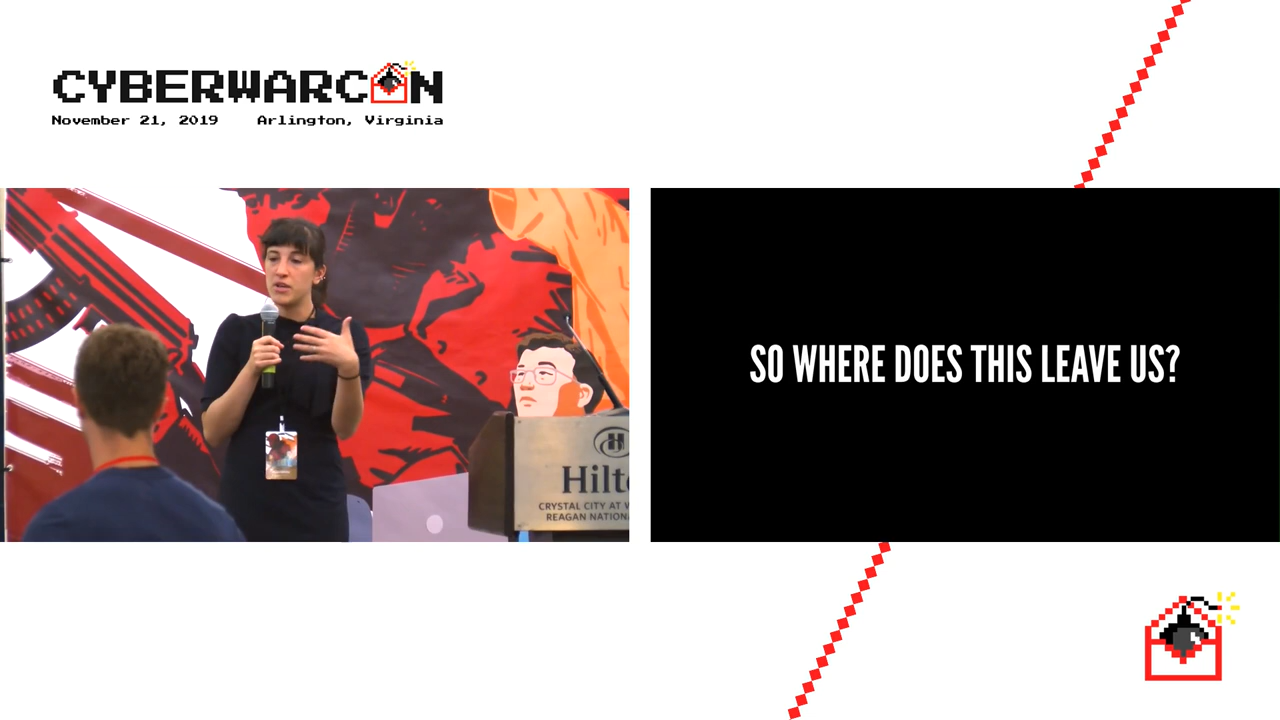 CYBERWARCON
November 21, 2019 Arlington, Virginia
SO WHERE DOES THIS LEAVE US?
Hilt
CRYSTAL CITY AT W
REAGAN NATIONA